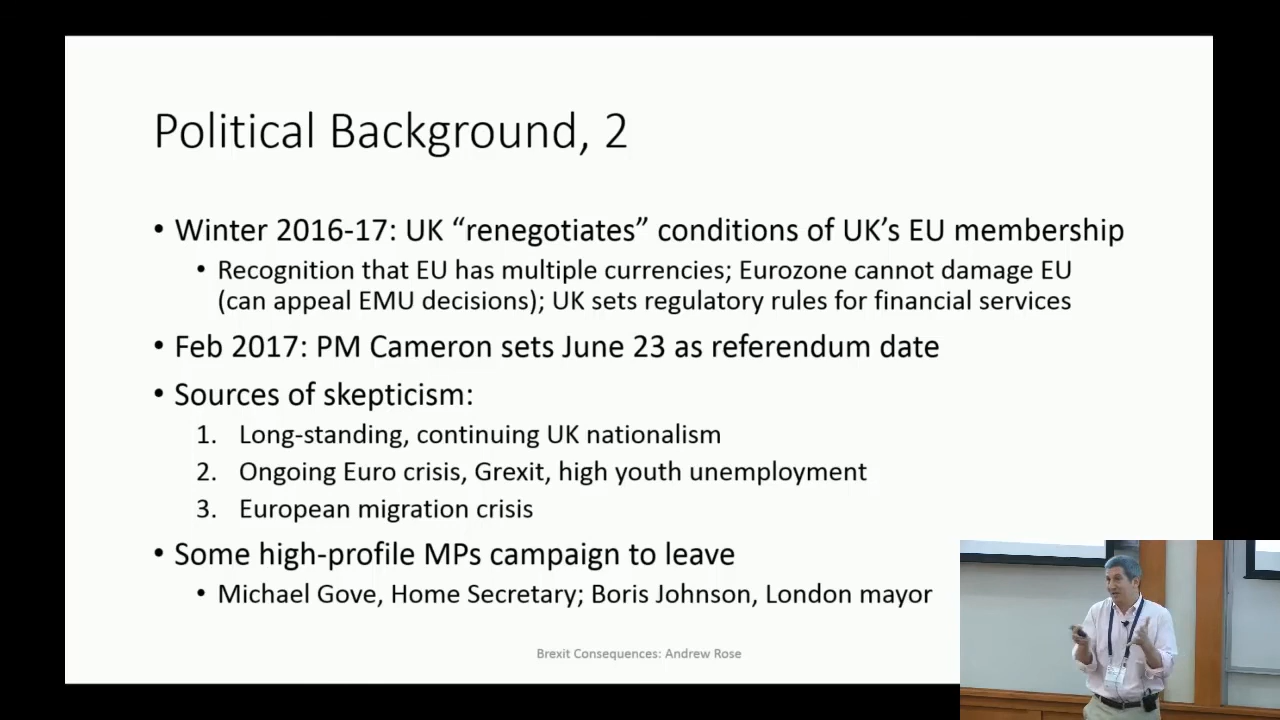 Political Background, 2
• Winter 2016-17: UK “renegotiates” conditions of UK’s EU membership
• Recognition that EU has multiple currencies; Eurozone cannot damage EU
(can appeal EMU decisions); UK sets regulatory rules for financial services
• Feb 2017: PM Cameron sets June 23 as referendum date
• Sources of skepticism:
1. Long-standing, continuing UK nationalism
2. Ongoing Euro crisis, Grexit, high youth unemployment
3. European migration crisis
• Some high-profile MPs campaign to leave
• Michael Gove, Home Secretary; Boris Johnson, London mayor
Brexit Consequences: Andrew Rose